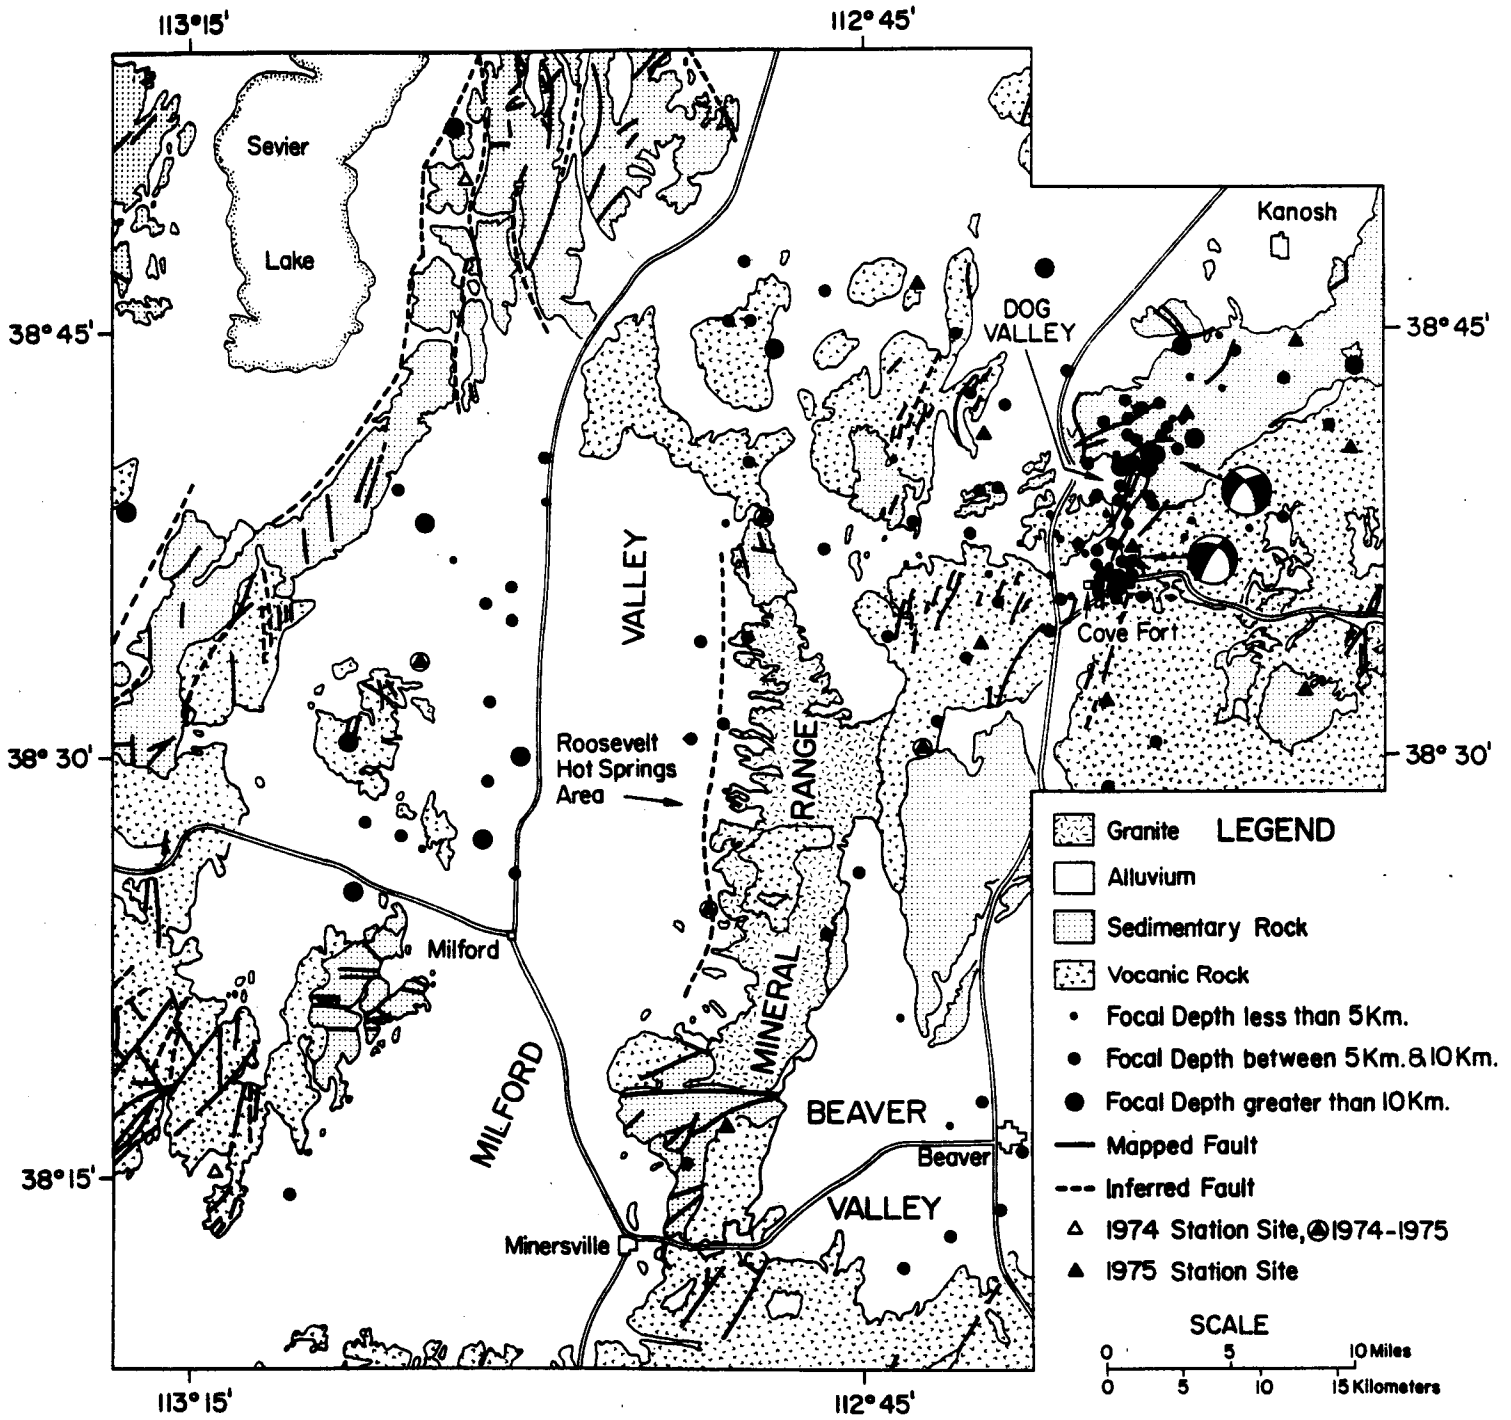 113°15'
112°45'
Sevier
Lake
Kanosh
DOG
VALLEY
38°45'
38°45'
VALLEY
Cove Fort
Roosevelt
Hot Springs
Area
RANGE
38°30'
38°30'
Milford
MINERAL
MILFORD
BEAVER
Beaver
VALLEY
38°15'
Minersville
113°15'
112°45'
LEGEND
Granite
Alluvium
Sedimentary Rock
Vocanic Rock
Focal Depth less than 5Km.
Focal Depth between 5Km.&10Km.
Focal Depth greater than 10Km.
Mapped Fault
Inferred Fault
1974 Station Site, 1974-1975
1975 Station Site
SCALE
0 5 10 Miles
0 5 10 15 Kilometers